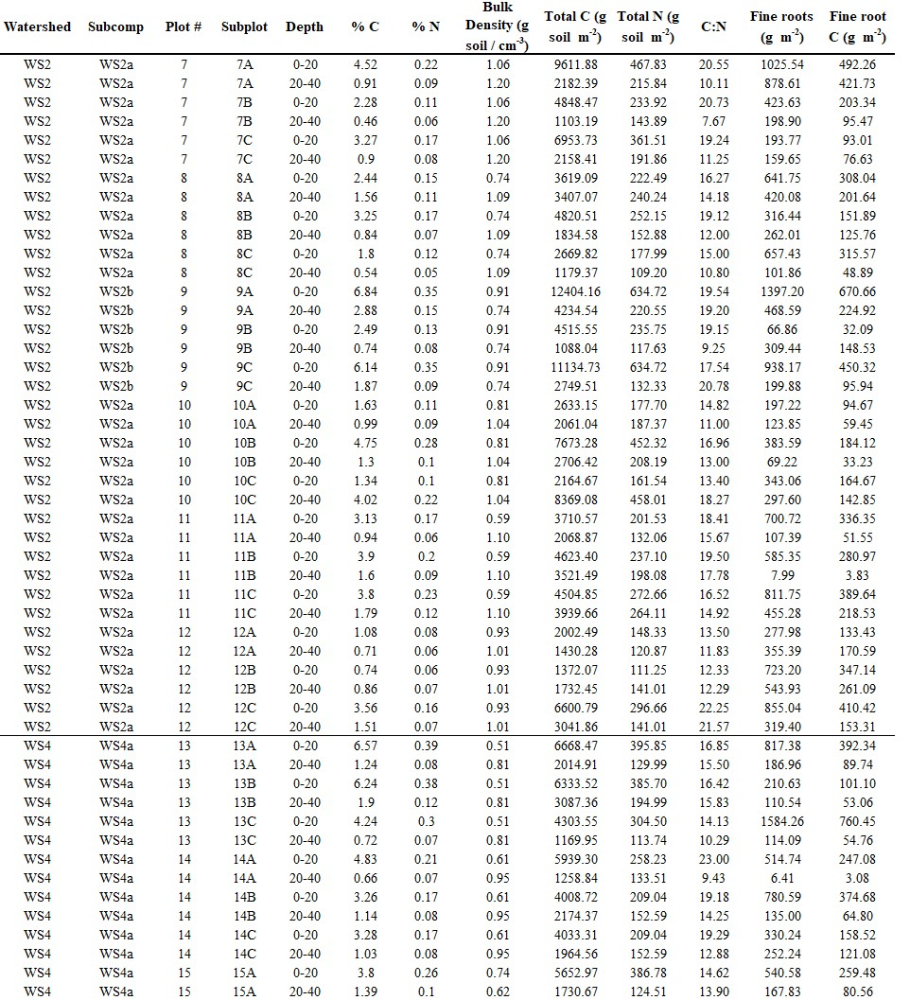 Watershed Subcomp Plot # Subplot Depth % C % N Bulk Density (g soil / cm-3) Total C (g soil m-2) Total N (g soil m-2) C:N Fine roots (g m-2) Fine root C (g m-2)
WS2 WS2a 7 7A 0-20 4.52 0.22 1.06 9611.88 467.83 20.55 1025.54 492.26
WS2 WS2a 7 7A 20-40 0.91 0.09 1.20 2182.39 215.84 10.11 878.61 421.73
WS2 WS2a 7 7B 0-20 2.28 0.11 1.06 4848.47 233.92 20.73 423.63 203.34
WS2 WS2a 7 7B 20-40 0.46 0.06 1.20 1103.19 143.89 7.67 198.90 95.47
WS2 WS2a 7 7C 0-20 3.27 0.17 1.06 6953.73 361.51 19.24 193.77 93.01
WS2 WS2a 7 7C 20-40 0.9 0.08 1.20 2158.41 191.86 11.25 159.65 76.63
WS2 WS2a 8 8A 0-20 2.44 0.15 0.74 3619.09 222.49 16.27 641.75 308.04
WS2 WS2a 8 8A 20-40 1.56 0.11 1.09 3407.07 240.24 14.18 420.08 201.64
WS2 WS2a 8 8B 0-20 3.25 0.17 0.74 4820.51 252.15 19.12 316.44 151.89
WS2 WS2a 8 8B 20-40 0.84 0.07 1.09 1834.58 152.88 12.00 262.01 125.76
WS2 WS2a 8 8C 0-20 1.8 0.12 0.74 2669.82 177.99 15.00 657.43 315.57
WS2 WS2a 8 8C 20-40 0.54 0.05 1.09 1179.37 109.20 10.80 101.86 48.89
WS2 WS2b 9 9A 0-20 6.84 0.35 0.91 12404.16 634.72 19.54 1397.20 670.66
WS2 WS2b 9 9A 20-40 2.88 0.15 0.74 4234.54 220.55 19.20 468.59 224.92
WS2 WS2b 9 9B 0-20 2.49 0.13 0.91 4515.55 235.75 19.15 66.86 32.09
WS2 WS2b 9 9B 20-40 0.74 0.08 0.74 1088.04 117.63 9.25 309.44 148.53
WS2 WS2b 9 9C 0-20 6.14 0.35 0.91 11134.73 634.72 17.54 938.17 450.32
WS2 WS2b 9 9C 20-40 1.87 0.09 0.74 2749.51 132.33 20.78 199.88 95.94
WS2 WS2a 10 10A 0-20 1.63 0.11 0.81 2633.15 177.70 14.82 197.22 94.67
WS2 WS2a 10 10A 20-40 0.99 0.09 1.04 2061.04 187.37 11.00 123.85 59.45
WS2 WS2a 10 10B 0-20 4.75 0.28 0.81 7673.28 452.32 16.96 383.59 184.12
WS2 WS2a 10 10B 20-40 1.3 0.1 1.04 2706.42 208.19 13.00 69.22 33.23
WS2 WS2a 10 10C 0-20 1.34 0.1 0.81 2164.67 161.54 13.40 343.06 164.67
WS2 WS2a 10 10C 20-40 4.02 0.22 1.04 8369.08 458.01 18.27 297.60 142.85
WS2 WS2a 11 11A 0-20 3.13 0.17 0.59 3710.57 201.53 18.41 700.72 336.35
WS2 WS2a 11 11A 20-40 0.94 0.06 1.10 2068.87 132.06 15.67 107.39 51.55
WS2 WS2a 11 11B 0-20 3.9 0.2 0.59 4623.40 237.10 19.50 585.35 280.97
WS2 WS2a 11 11B 20-40 1.6 0.09 1.10 3521.49 198.08 17.78 7.99 3.83
WS2 WS2a 11 11C 0-20 3.8 0.23 0.59 4504.85 272.66 16.52 811.75 389.64
WS2 WS2a 11 11C 20-40 1.79 0.12 1.10 3939.66 264.11 14.92 455.28 218.53
WS2 WS2a 12 12A 0-20 1.08 0.08 0.93 2002.49 148.33 13.50 277.98 133.43
WS2 WS2a 12 12A 20-40 0.71 0.06 1.01 1430.28 120.87 11.83 355.39 170.59
WS2 WS2a 12 12B 0-20 0.74 0.06 0.93 1372.07 111.25 12.33 723.20 347.14
WS2 WS2a 12 12B 20-40 0.86 0.07 1.01 1732.45 141.01 12.29 543.93 261.09
WS2 WS2a 12 12C 0-20 3.56 0.16 0.93 6600.79 296.66 22.25 855.04 410.42
WS2 WS2a 12 12C 20-40 1.51 0.07 1.01 3041.86 141.01 21.57 319.40 153.31
WS4 WS4a 13 13A 0-20 6.57 0.39 0.51 6668.47 395.85 16.85 817.38 392.34
WS4 WS4a 13 13A 20-40 1.24 0.08 0.81 2014.91 129.99 15.50 186.96 89.74
WS4 WS4a 13 13B 0-20 6.24 0.38 0.51 6333.52 385.70 16.42 210.63 101.10
WS4 WS4a 13 13B 20-40 1.9 0.12 0.81 3087.36 194.99 15.83 110.54 53.06
WS4 WS4a 13 13C 0-20 4.24 0.3 0.51 4303.55 304.50 14.13 1584.26 760.45
WS4 WS4a 13 13C 20-40 0.72 0.07 0.81 1169.95 113.74 10.29 114.09 54.76
WS4 WS4a 14 14A 0-20 4.83 0.21 0.61 5939.30 258.23 23.00 514.74 247.08
WS4 WS4a 14 14A 20-40 0.66 0.07 0.95 1258.84 133.51 9.43 6.41 3.08
WS4 WS4a 14 14B 0-20 3.26 0.17 0.61 4008.72 209.04 19.18 780.59 374.68
WS4 WS4a 14 14B 20-40 1.14 0.08 0.95 2174.37 152.59 14.25 135.00 64.80
WS4 WS4a 14 14C 0-20 3.28 0.17 0.61 4033.31 209.04 19.29 330.24 158.52
WS4 WS4a 14 14C 20-40 1.03 0.08 0.95 1964.56 152.59 12.88 252.24 121.08
WS4 WS4a 15 15A 0-20 3.8 0.26 0.74 5652.97 386.78 14.62 540.58 259.48
WS4 WS4a 15 15A 20-40 1.39 0.1 0.62 1730.67 124.51 13.90 167.83 80.56